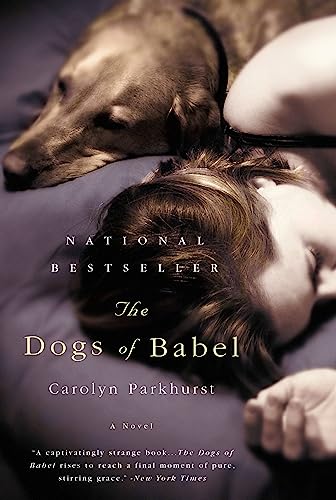 NATIONAL
BESTSELLER
The
Dogs of Babel
Carolyn Parkhurst
A Novel
"A captivatingly strange book...The Dogs of
Babel rises to reach a final moment of pure,
stirring grace." -New York Times